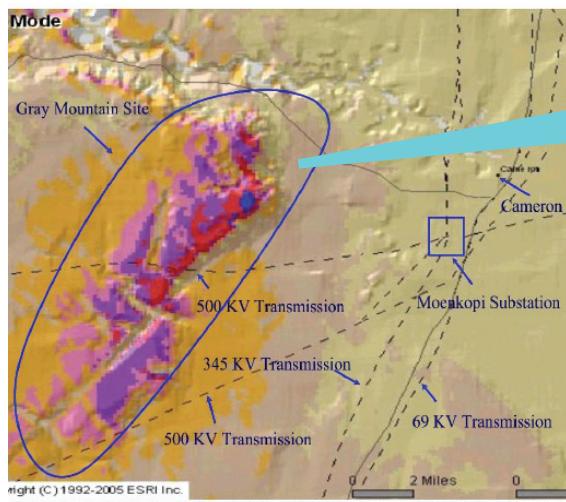 Mode
Gray Mountain Site
Cameron
Cameron
500 KV Transmission
Moenkopi Substation
345 KV Transmission
69 KV Transmission
500 KV Transmission
0 2 Miles 0
right (C) 1992-2005 ESRI Inc.